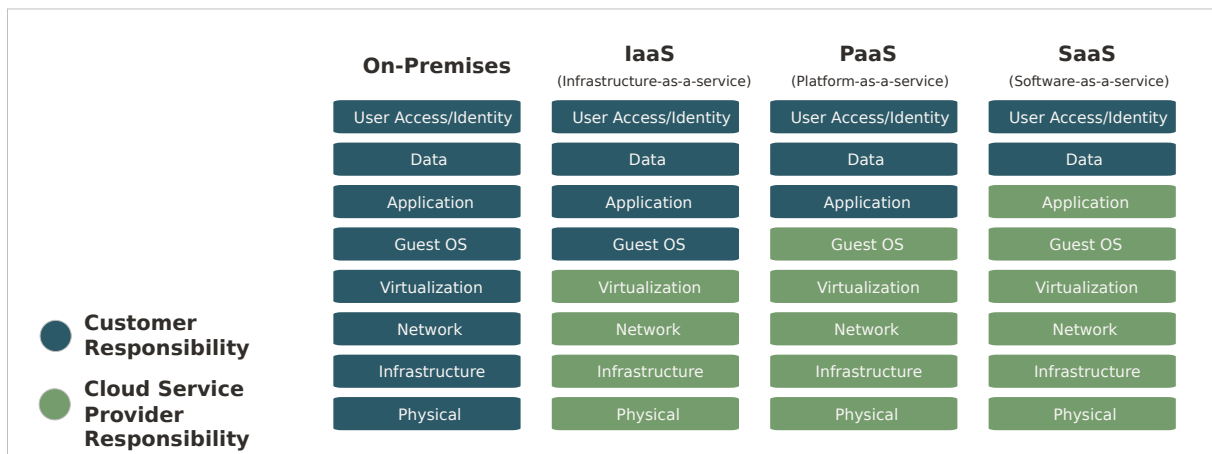 On-Premises
IaaS
(Infrastructure-as-a-service)
PaaS
(Platform-as-a-service)
SaaS
(Software-as-a-service)
User Access/Identity
User Access/Identity
User Access/Identity
User Access/Identity
Data
Data
Data
Data
Application
Application
Application
Application
Guest OS
Guest OS
Guest OS
Guest OS
Virtualization
Virtualization
Virtualization
Virtualization
Network
Network
Network
Network
Infrastructure
Infrastructure
Infrastructure
Infrastructure
Physical
Physical
Physical
Physical
Customer
Responsibility
Cloud Service
Provider
Responsibility